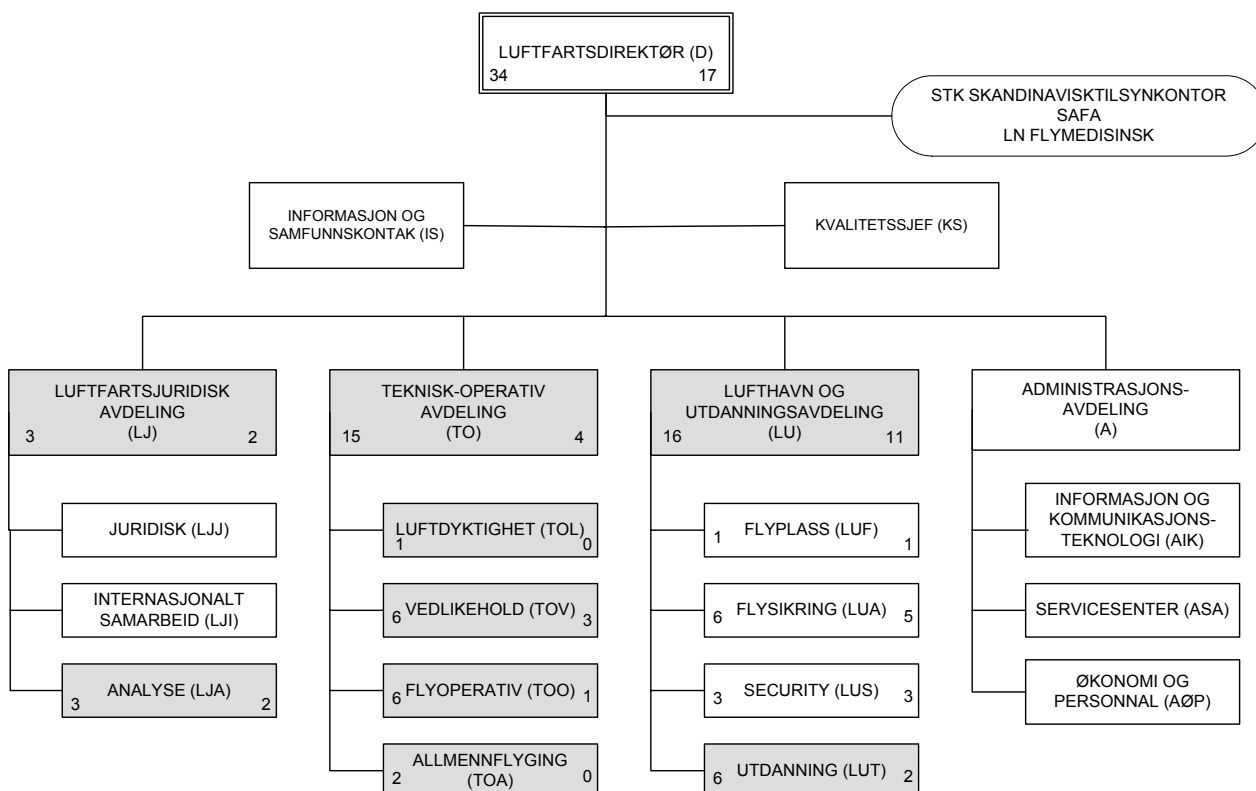 LUFTFARTSDIREKTØR (D)
34 17
STK SKANDINAVISKTILSYNKONTOR
SAFA
LN FLYMEDISINSK
INFORMASJON OG
SAMFUNNSKONTAK (IS)
KVALITETSSJEF (KS)
LUFTFARTSJURIDISK
AVDELING
(LJ)
3 2
TEKNISK-OPERATIV
AVDELING
(TO)
15 4
LUFTHAVN OG
UTDANNINGSAVDELING
(LU)
16 11
ADMINISTRASJONS-
AVDELING
(A)
JURIDISK (LJJ)
INTERNASJONALT
SAMARBEID (LJI)
ANALYSE (LJA)
3 2
LUFTDYKTIGHET (TOL)
1 0
6 VEDLIKEHOLD (TOV) 3
6 FLYOPERATIV (TOO) 1
ALLMENNFLYGING
2 (TOA) 0
1 FLYPLASS (LUF) 1
6 FLYSIKRING (LUA) 5
3 SECURITY (LUS) 3
6 UTDANNING (LUT) 2
INFORMASJON OG
KOMMUNIKASJONS-
TEKNOLOGI (AIK)
SERVICESENTER (ASA)
ØKONOMI OG
PERSONNAL (AØP)